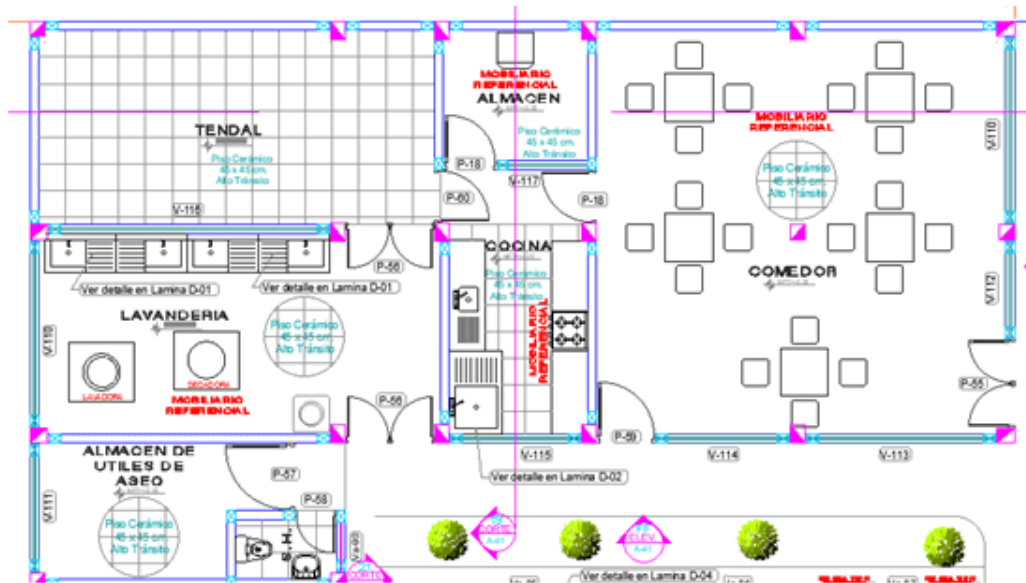 MOBILIARIO
REFERENCIAL
ALMACEN
Piso Cerámico
45 x 45 cm.
Alto Tránsito
TENDAL
Piso Cerámico
45 x 45 cm.
Alto Tránsito
MOBILIARIO
REFERENCIAL
Piso Cerámico
45 x 45 cm.
Alto Tránsito
V-110
P-18
V-117
P-60
P-18
V-116
COCINA
Piso Cerámico
45 x 45 cm.
Alto Tránsito
P-56
COMEDOR
V-112
Ver detalle en Lamina D-01
Ver detalle en Lamina D-01
LAVANDERIA
Piso Cerámico
45 x 45 cm.
Alto Tránsito
MOBILIARIO
REFERENCIAL
V-110
LAVADORA
SECADORA
MOBILIARIO
REFERENCIAL
P-56
P-55
P-59
ALMACEN DE
UTILES DE
ASEO
V-115
V-114
V-113
P-57
Ver detalle en Lamina D-02
V-111
P-58
Piso Cerámico
45 x 45 cm.
Alto Tránsito
S.H.
CORTE
A-41
ELEV.
A-41
21
CORTE
Ver detalle en Lamina D-04